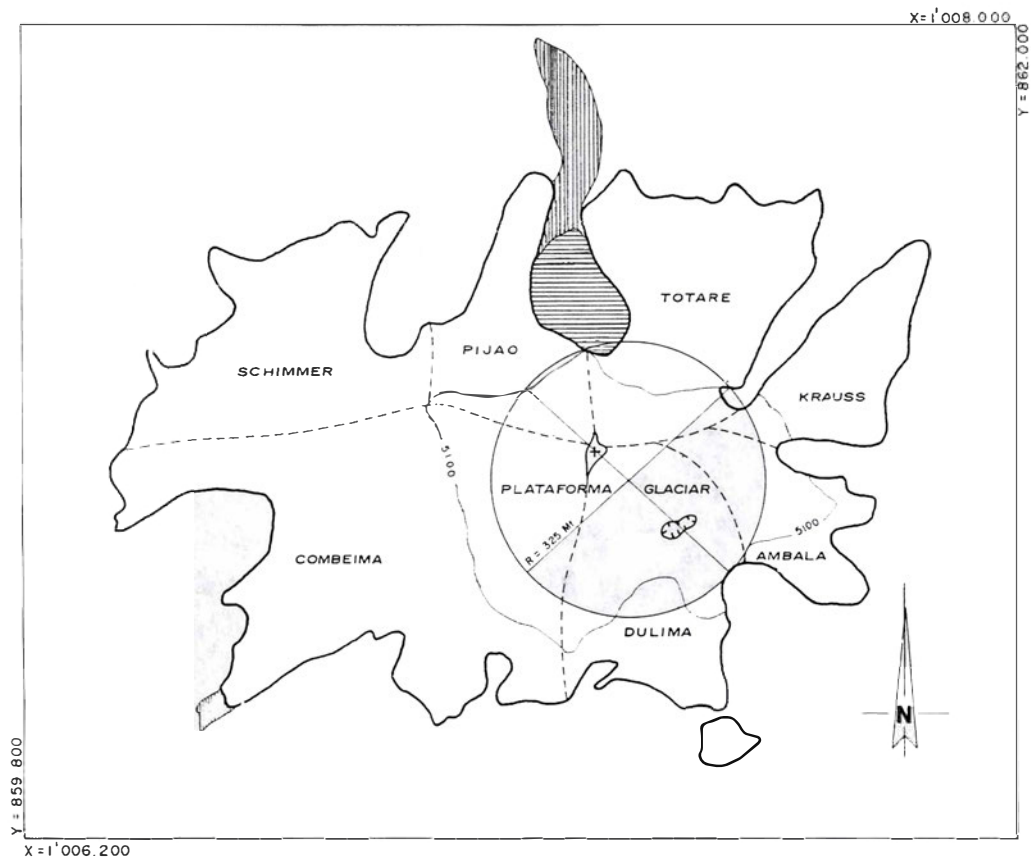 X=1'008.000
Y = 862.000
TOTARE
PIJAO
SCHIMMER
KRAUSS
5100
PLATAFORMA GLACIAR
5100
R = 325 Mt
COMBEIMA
AMBALA
DULIMA
N
Y = 859 800
X=1'006.200